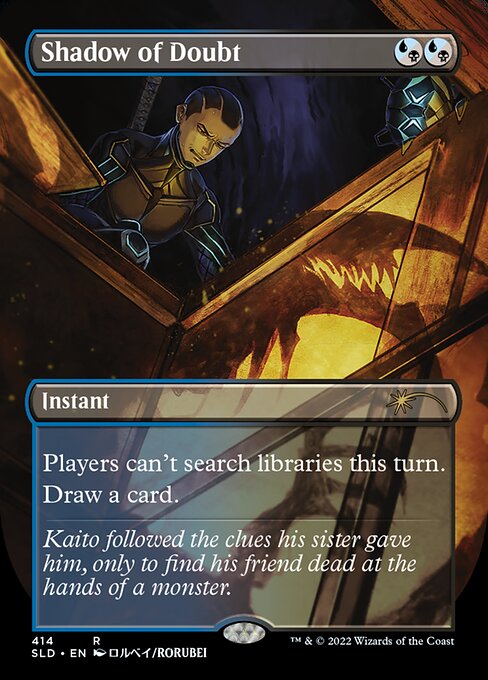 Shadow of Doubt
Instant
Players can't search libraries this turn.
Draw a card.
Kaito followed the clues his sister gave
him, only to find his friend dead at the
hands of a monster.
414 R
SLD • EN ロルベイ/RORUBEI
™ & © 2022 Wizards of the Coast